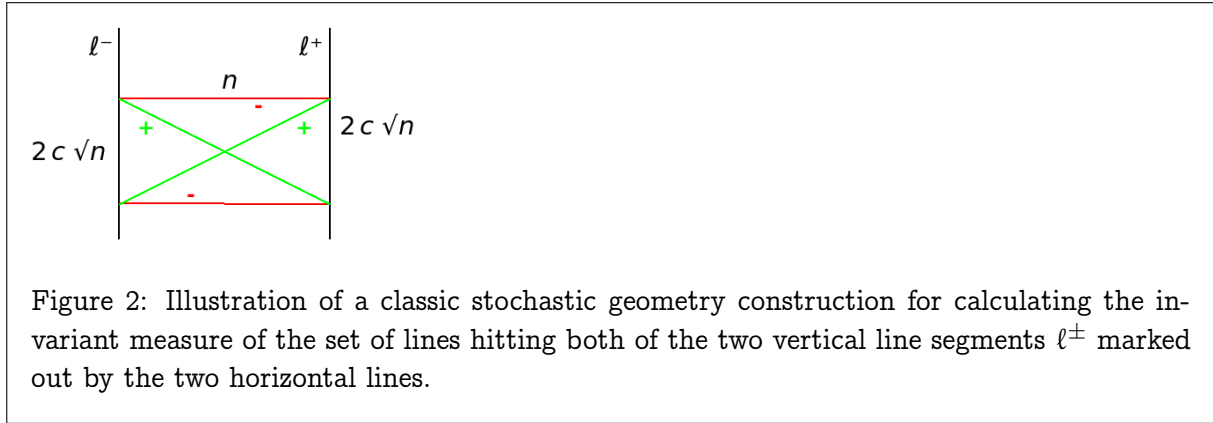 ℓ⁻ ℓ⁺
n
-
+ +
2 c √n
2 c √n
-
Figure 2: Illustration of a classic stochastic geometry construction for calculating the in-
variant measure of the set of lines hitting both of the two vertical line segments ℓ± marked
out by the two horizontal lines.